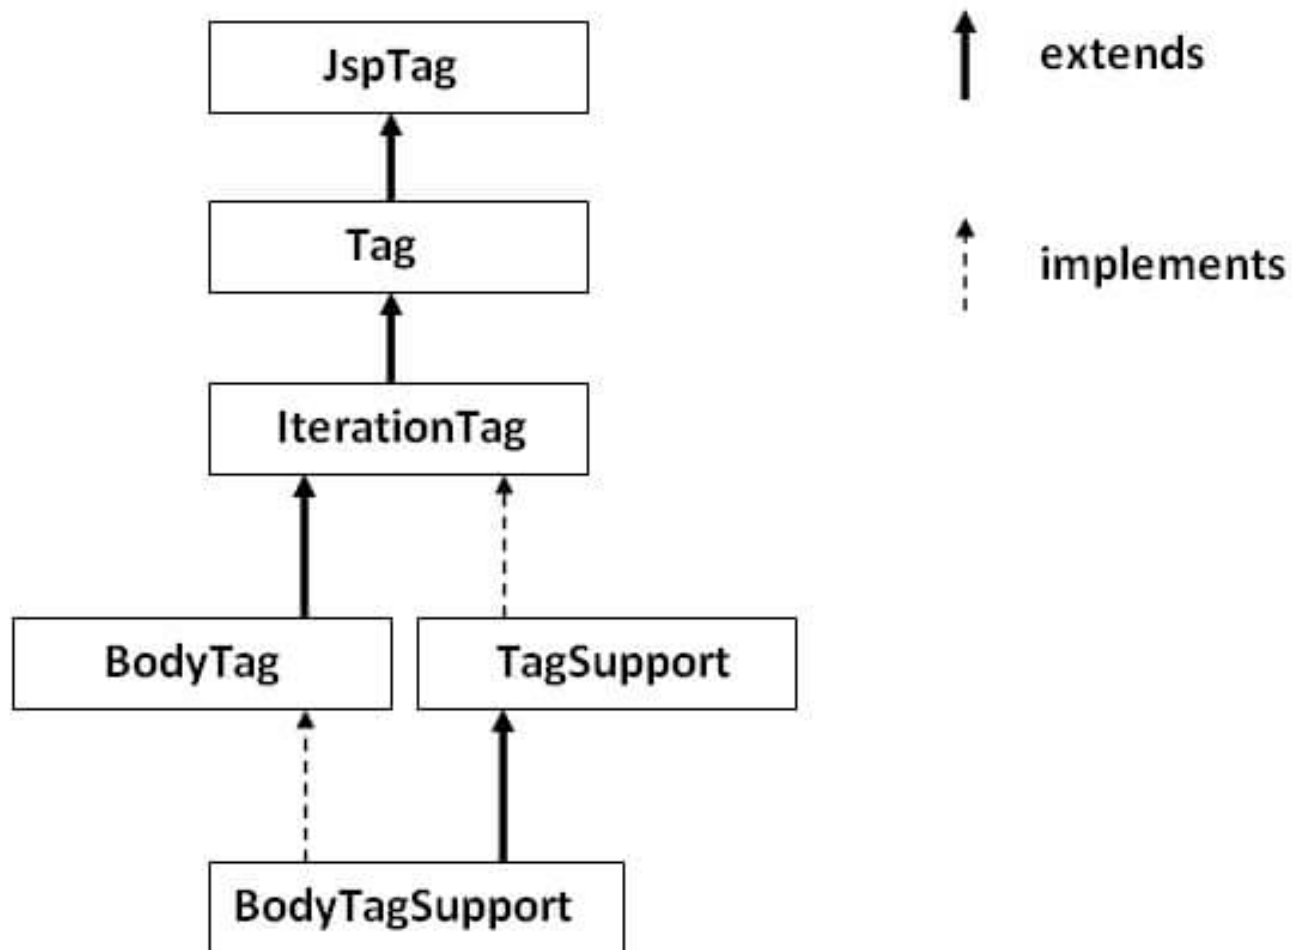 JspTag
extends
Tag
implements
IterationTag
BodyTag
TagSupport
BodyTagSupport